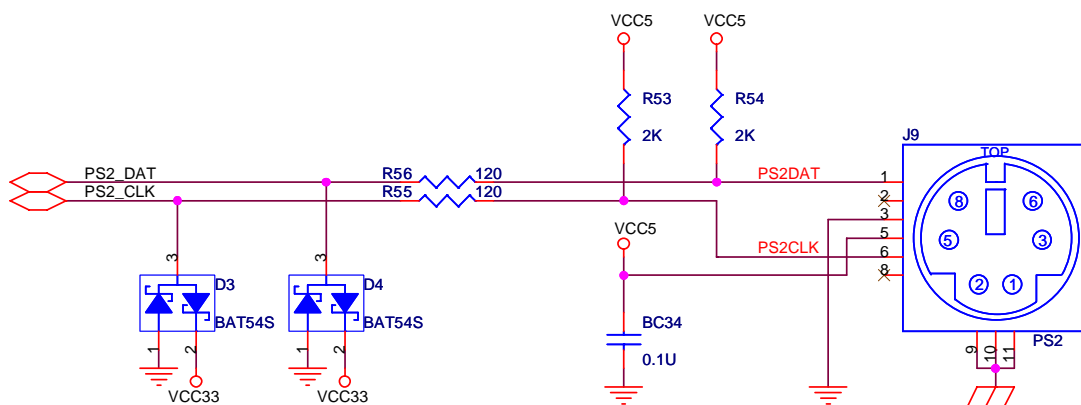 VCC5 VCC5
R53 R54
2K 2K
J9
TOP
PS2_DAT R56 120 PS2DAT 1
PS2_CLK R55 120 2
8 6
3
VCC5 5
5 3
PS2CLK 6
8
2 1
3 3
D3 D4
BAT54S BAT54S
BC34
0.1U
1 2 1 2
9 10 11 PS2
VCC33 VCC33